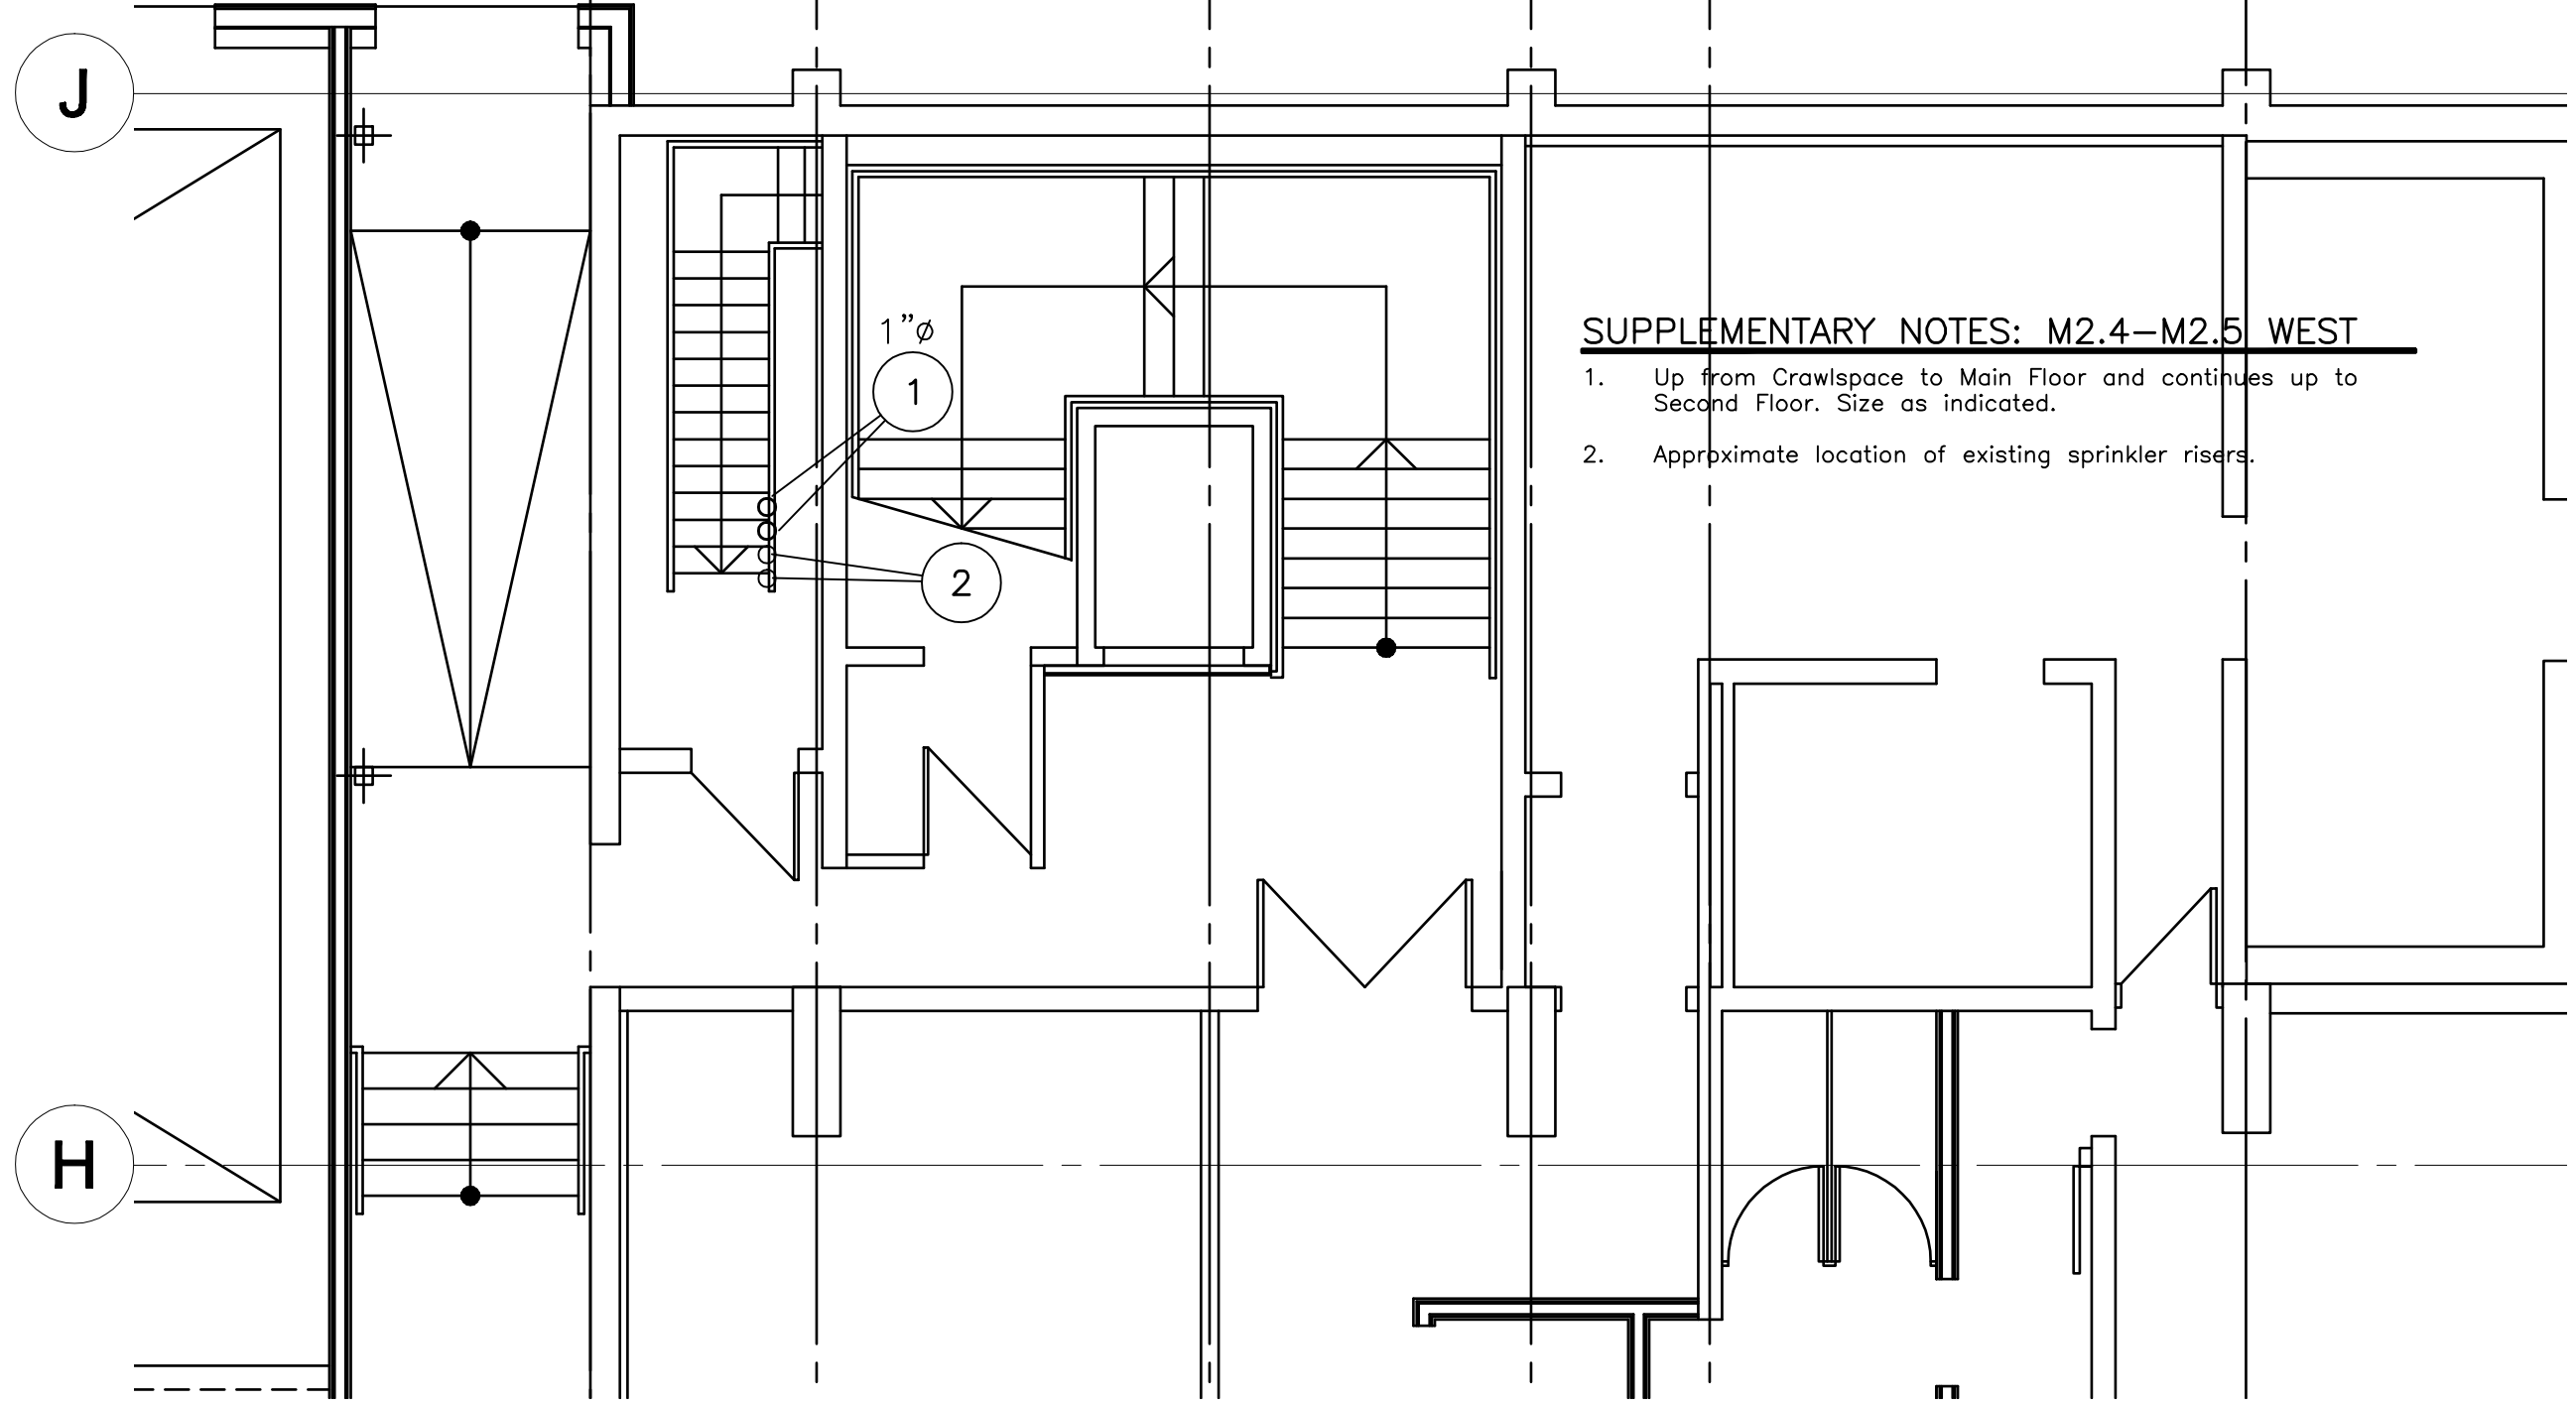 J
1"ø
1
SUPPLEMENTARY NOTES: M2.4-M2.5 WEST
1. Up from Crawlspace to Main Floor and continues up to
Second Floor. Size as indicated.
2. Approximate location of existing sprinkler risers.
2
H